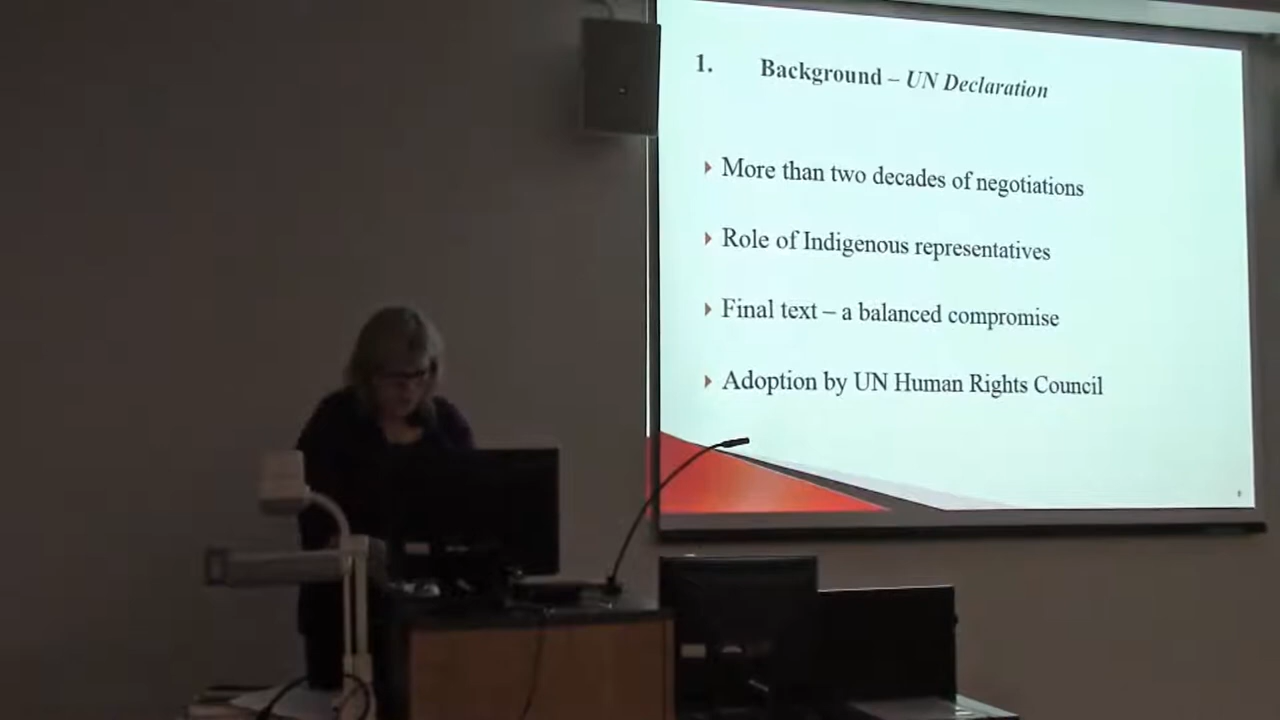 1. Background – UN Declaration
More than two decades of negotiations
Role of Indigenous representatives
Final text – a balanced compromise
Adoption by UN Human Rights Council